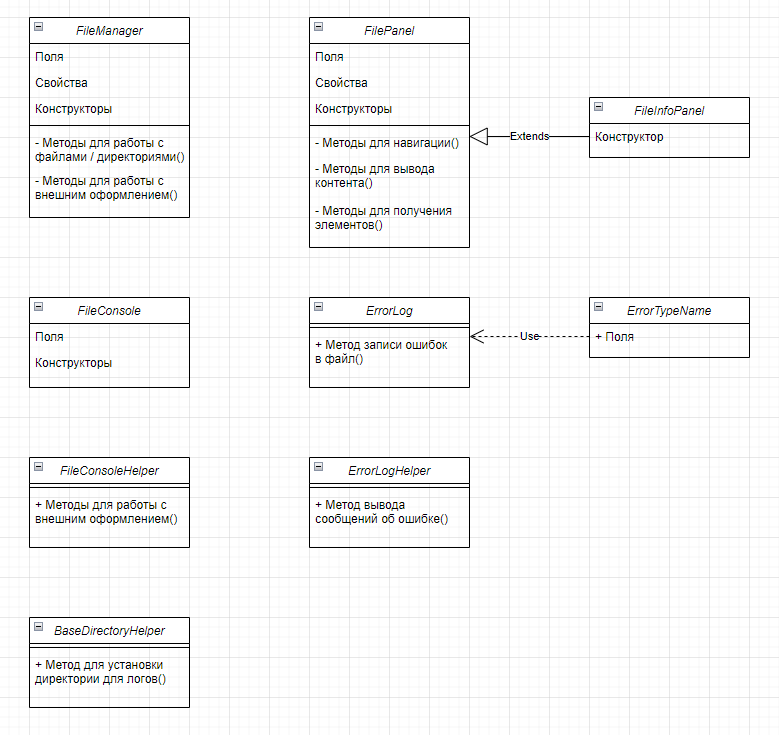 FileManager
Поля
Свойства
Конструкторы
- Методы для работы с
файлами / директориями()
- Методы для работы с
внешним оформлением()
FilePanel
Поля
Свойства
Конструкторы
- Методы для навигации()
- Методы для вывода
контента()
- Методы для получения
элементов()
Extends
FileInfoPanel
Конструктор
FileConsole
Поля
Конструкторы
ErrorLog
+ Метод записи ошибок
в файл()
Use
ErrorTypeName
+ Поля
FileConsoleHelper
+ Методы для работы с
внешним оформлением()
ErrorLogHelper
+ Метод вывода
сообщений об ошибке()
BaseDirectoryHelper
+ Метод для установки
директории для логов()